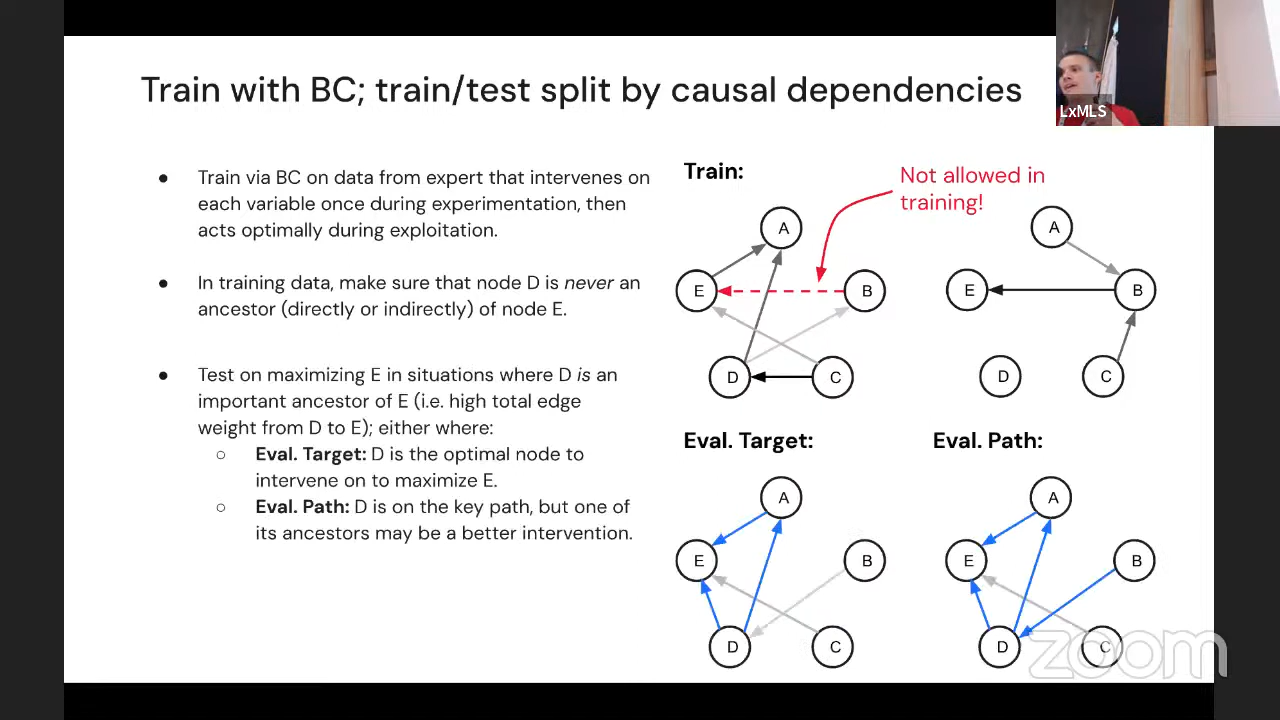 Train with BC; train/test split by causal dependencies
LxMLS
● Train via BC on data from expert that intervenes on
each variable once during experimentation, then
acts optimally during exploitation.
● In training data, make sure that node D is never an
ancestor (directly or indirectly) of node E.
● Test on maximizing E in situations where D is an
important ancestor of E (i.e. high total edge
weight from D to E); either where:
○ Eval. Target: D is the optimal node to
intervene on to maximize E.
○ Eval. Path: D is on the key path, but one of
its ancestors may be a better intervention.
Train:
Not allowed in
training!
A
E
B
D
C
A
E
B
D
C
Eval. Target:
A
E
B
D
C
Eval. Path:
A
E
B
D
C
zoom